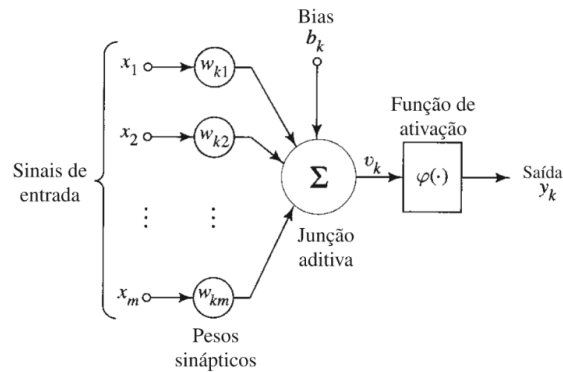 Bias
b_k
x_1
w_k1
x_2
w_k2
Sinais de
entrada
⋮
⋮
x_m
w_km
Pesos
sinápticos
Σ
Junção
aditiva
v_k
Função de
ativação
φ(·)
Saída
y_k